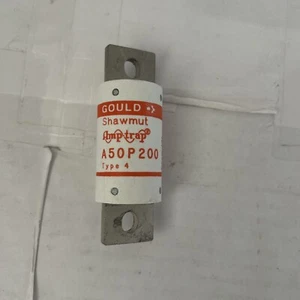 GOULD
Shawmut
Amp-trap®
A50P200
Type 4